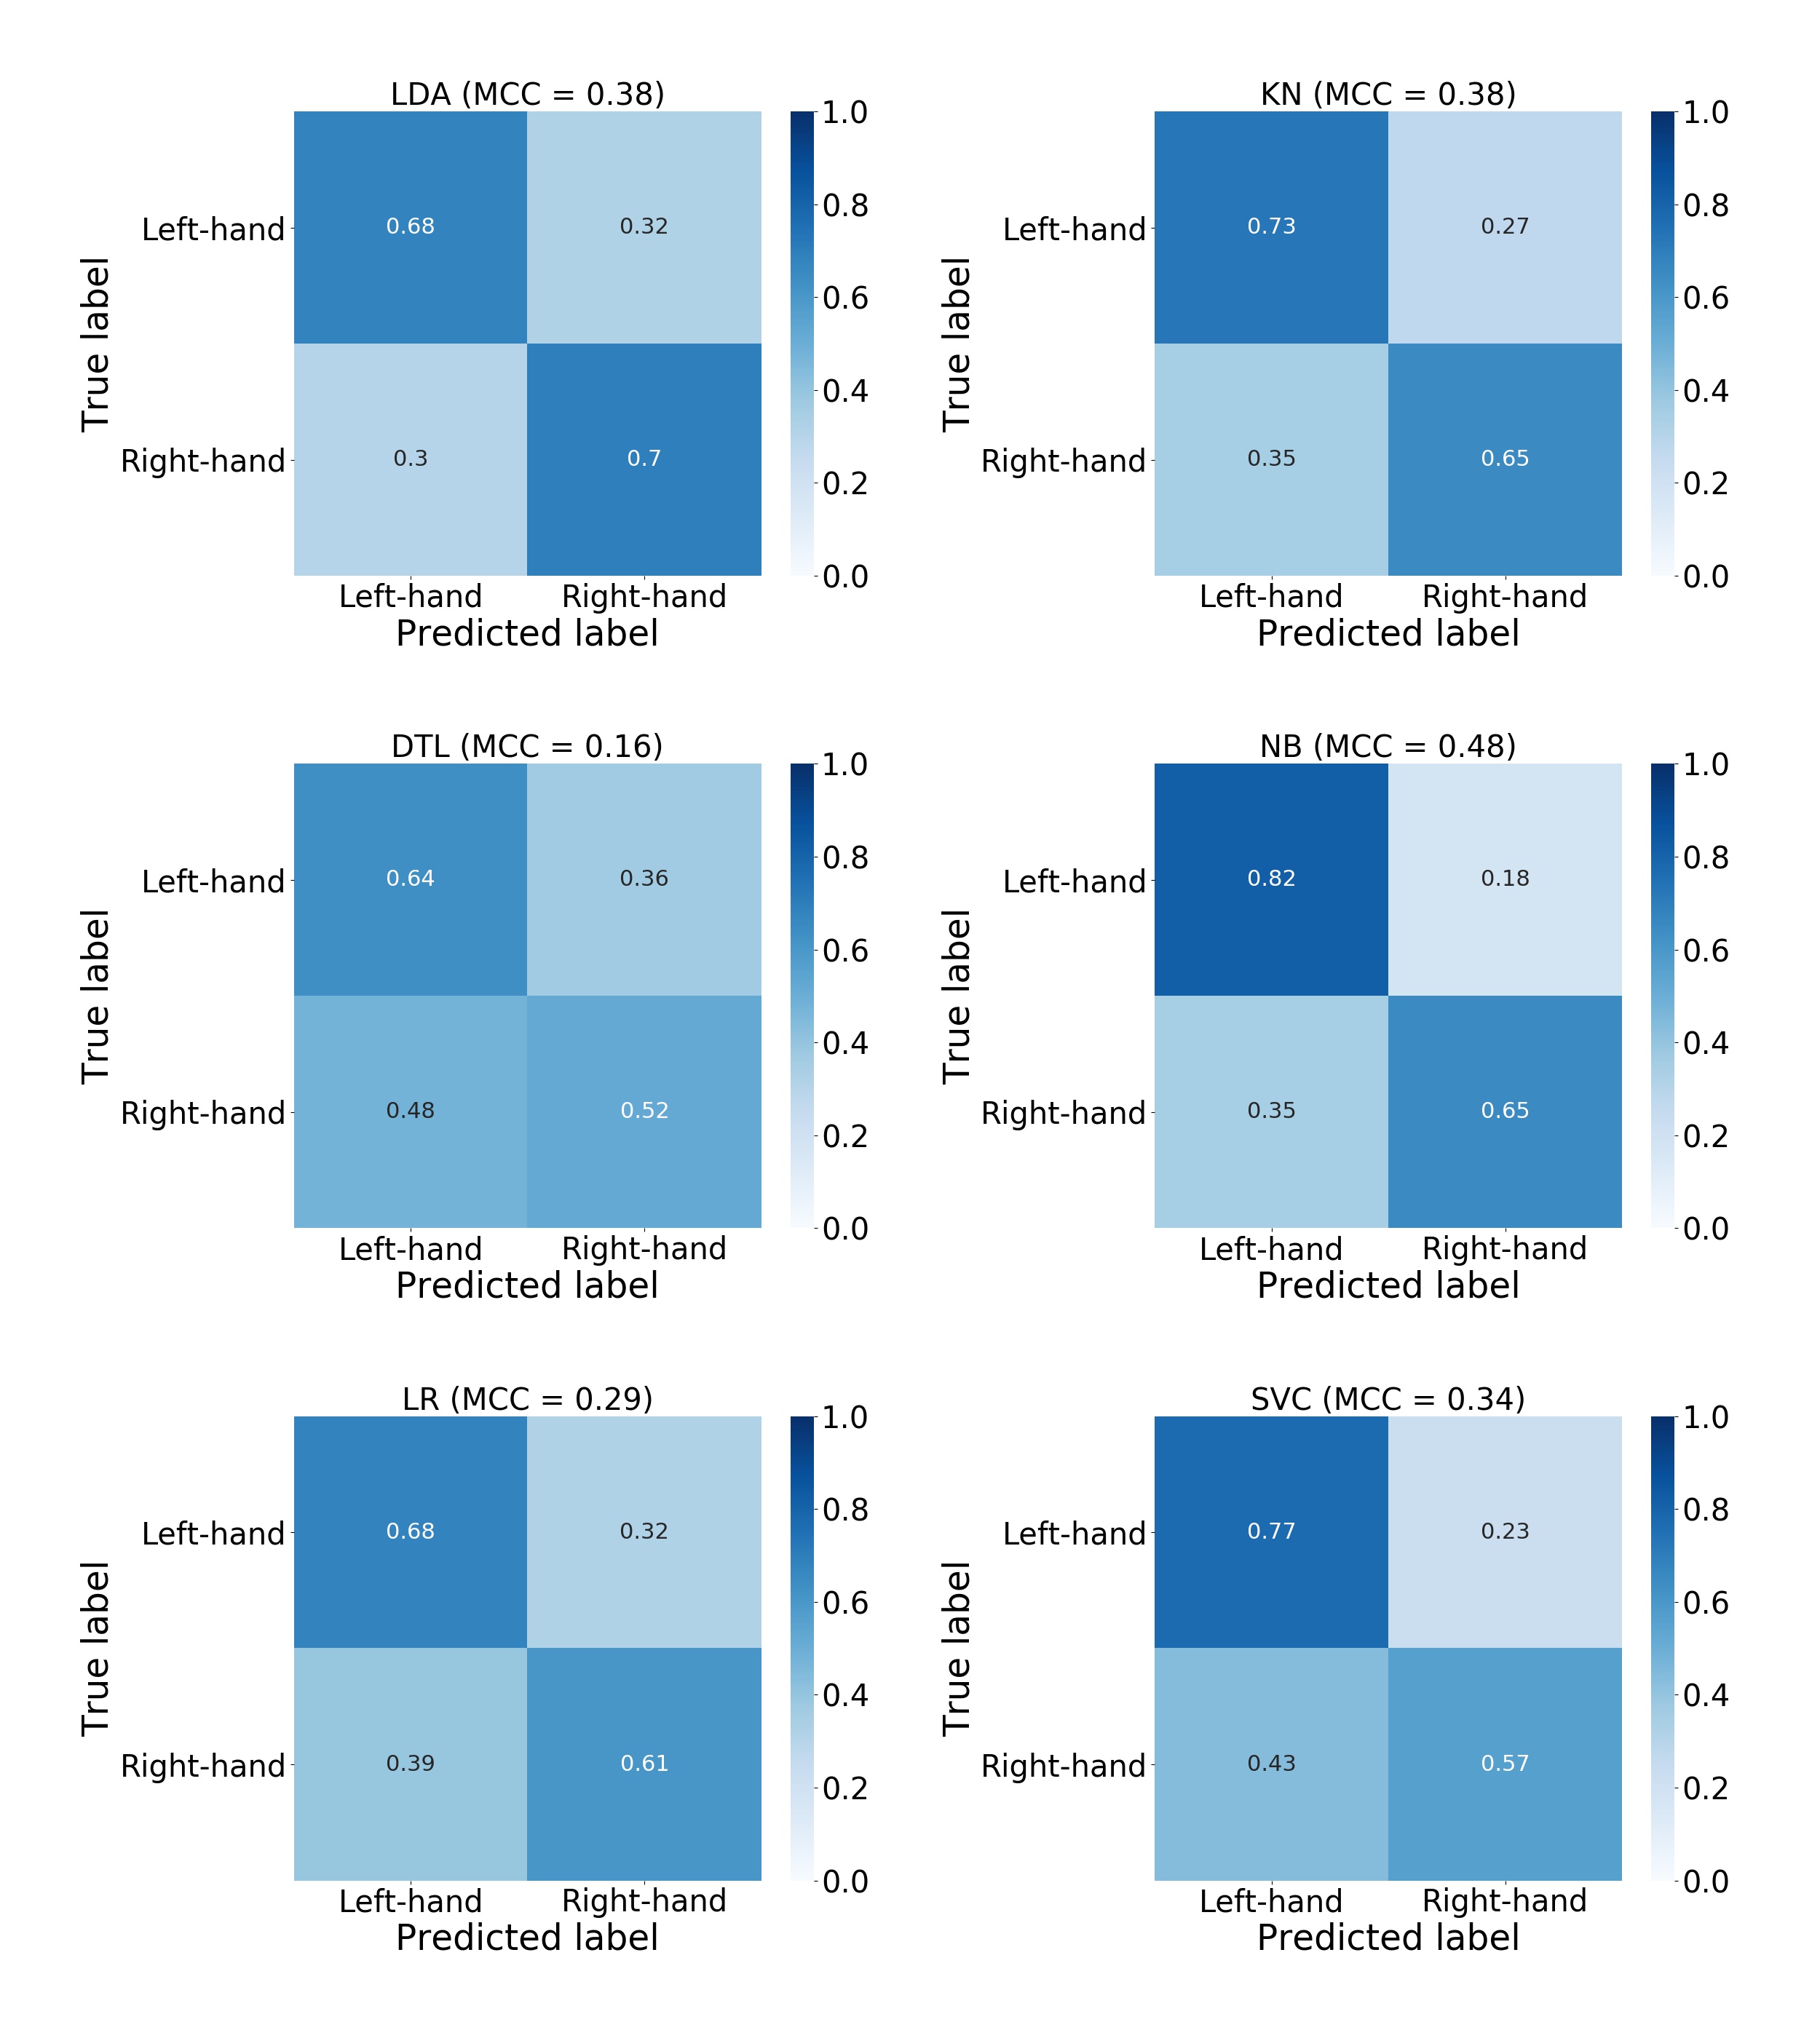 LDA (MCC = 0.38)
True label
Left-hand
0.68 0.32
Right-hand
0.3 0.7
Left-hand Right-hand
Predicted label
1.0
0.8
0.6
0.4
0.2
0.0
KN (MCC = 0.38)
True label
Left-hand
0.73 0.27
Right-hand
0.35 0.65
Left-hand Right-hand
Predicted label
1.0
0.8
0.6
0.4
0.2
0.0
DTL (MCC = 0.16)
True label
Left-hand
0.64 0.36
Right-hand
0.48 0.52
Left-hand Right-hand
Predicted label
1.0
0.8
0.6
0.4
0.2
0.0
NB (MCC = 0.48)
True label
Left-hand
0.82 0.18
Right-hand
0.35 0.65
Left-hand Right-hand
Predicted label
1.0
0.8
0.6
0.4
0.2
0.0
LR (MCC = 0.29)
True label
Left-hand
0.68 0.32
Right-hand
0.39 0.61
Left-hand Right-hand
Predicted label
1.0
0.8
0.6
0.4
0.2
0.0
SVC (MCC = 0.34)
True label
Left-hand
0.77 0.23
Right-hand
0.43 0.57
Left-hand Right-hand
Predicted label
1.0
0.8
0.6
0.4
0.2
0.0